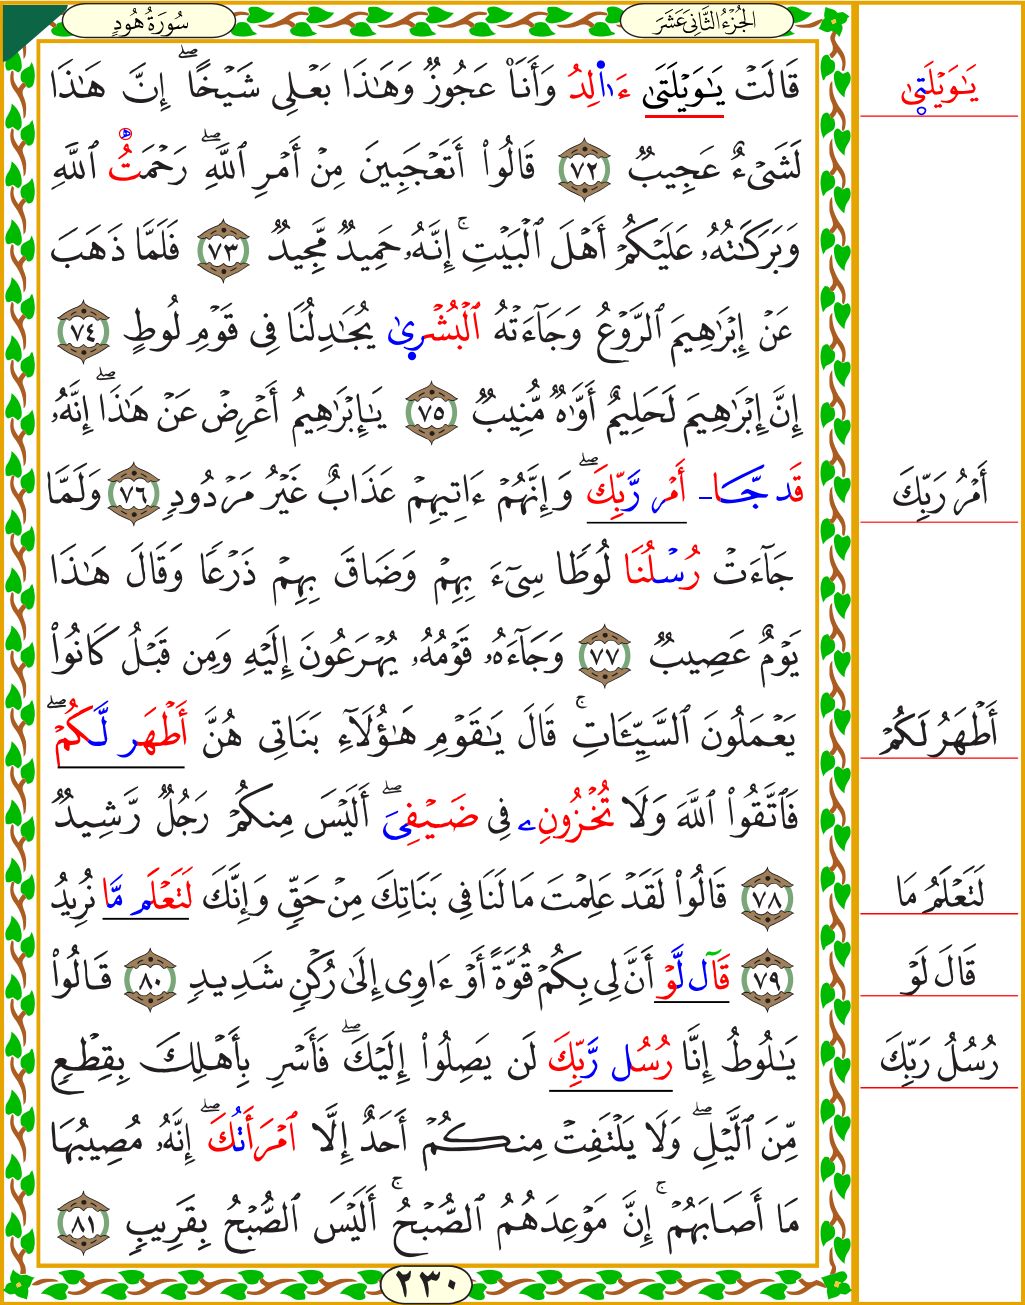 سُورَةُ هُودٍ
الجُزْءُ الثَّانِيَ عَشَرَ
قَالَتْ يَٰوَيْلَتَىٰ ءَا۬لِدُ وَأَنَا۠ عَجُوزٌ وَهَٰذَا بَعْلِى شَيْخًا ۖ إِنَّ هَٰذَا
يَٰوَيْلَتِىٰ
لَشَىْءٌ عَجِيبٌ ٧٢ قَالُوا۟ أَتَعْجَبِينَ مِنْ أَمْرِ ٱللَّهِ ۖ رَحْمَتُ ٱللَّهِ
وَبَرَكَٰتُهُۥ عَلَيْكُمْ أَهْلَ ٱلْبَيْتِ ۚ إِنَّهُۥ حَمِيدٌ مَّجِيدٌ ٧٣ فَلَمَّا ذَهَبَ
عَنْ إِبْرَٰهِيمَ ٱلرَّوْعُ وَجَآءَتْهُ ٱلْبُشْرِىٰ يُجَٰدِلُنَا فِى قَوْمِ لُوطٍ ٧٤
إِنَّ إِبْرَٰهِيمَ لَحَلِيمٌ أَوَّٰهٌ مُّنِيبٌ ٧٥ يَٰٓإِبْرَٰهِيمُ أَعْرِضْ عَنْ هَٰذَا ۖ إِنَّهُۥ
قَد جَّا أَمْر رَّبِّكَ ۖ وَإِنَّهُمْ ءَاتِيهِمْ عَذَابٌ غَيْرُ مَرْدُودٍ ٧٦ وَلَمَّا
أَمْرُ رَبِّكَ
جَآءَتْ رُسْلُنَا لُوطًا سِىٓءَ بِهِمْ وَضَاقَ بِهِمْ ذَرْعًا وَقَالَ هَٰذَا
يَوْمٌ عَصِيبٌ ٧٧ وَجَآءَهُۥ قَوْمُهُۥ يُهْرَعُونَ إِلَيْهِ وَمِن قَبْلُ كَانُوا۟
يَعْمَلُونَ ٱلسَّيِّـَٔاتِ ۚ قَالَ يَٰقَوْمِ هَٰٓؤُلَآءِ بَنَاتِى هُنَّ أَطْهَر لَّكُمْ ۖ
أَطْهَرُ لَكُمْ
فَٱتَّقُوا۟ ٱللَّهَ وَلَا تُخْزُونِۦ فِى ضَيْفِىَ ۖ أَلَيْسَ مِنكُمْ رَجُلٌ رَّشِيدٌ
٧٨ قَالُوا۟ لَقَدْ عَلِمْتَ مَا لَنَا فِى بَنَاتِكَ مِنْ حَقٍّ وَإِنَّكَ لَتَعْلَم مَّا نُرِيدُ
لَتَعْلَمُ مَا
٧٩ قَآل لَّوْ أَنَّ لِى بِكُمْ قُوَّةً أَوْ ءَاوِى إِلَىٰ رُكْنٍ شَدِيدٍ ٨٠ قَالُوا۟
قَالَ لَوْ
يَٰلُوطُ إِنَّا رُسُل رَّبِّكَ لَن يَصِلُوٓا۟ إِلَيْكَ ۖ فَأَسْرِ بِأَهْلِكَ بِقِطْعٍ
رُسُلُ رَبِّكَ
مِّنَ ٱلَّيْلِ ۖ وَلَا يَلْتَفِتْ مِنكُمْ أَحَدٌ إِلَّا ٱمْرَأَتُكَ ۖ إِنَّهُۥ مُصِيبُهَا
مَا أَصَابَهُمْ ۚ إِنَّ مَوْعِدَهُمُ ٱلصُّبْحُ ۚ أَلَيْسَ ٱلصُّبْحُ بِقَرِيبٍ ٨١
٢٣٠